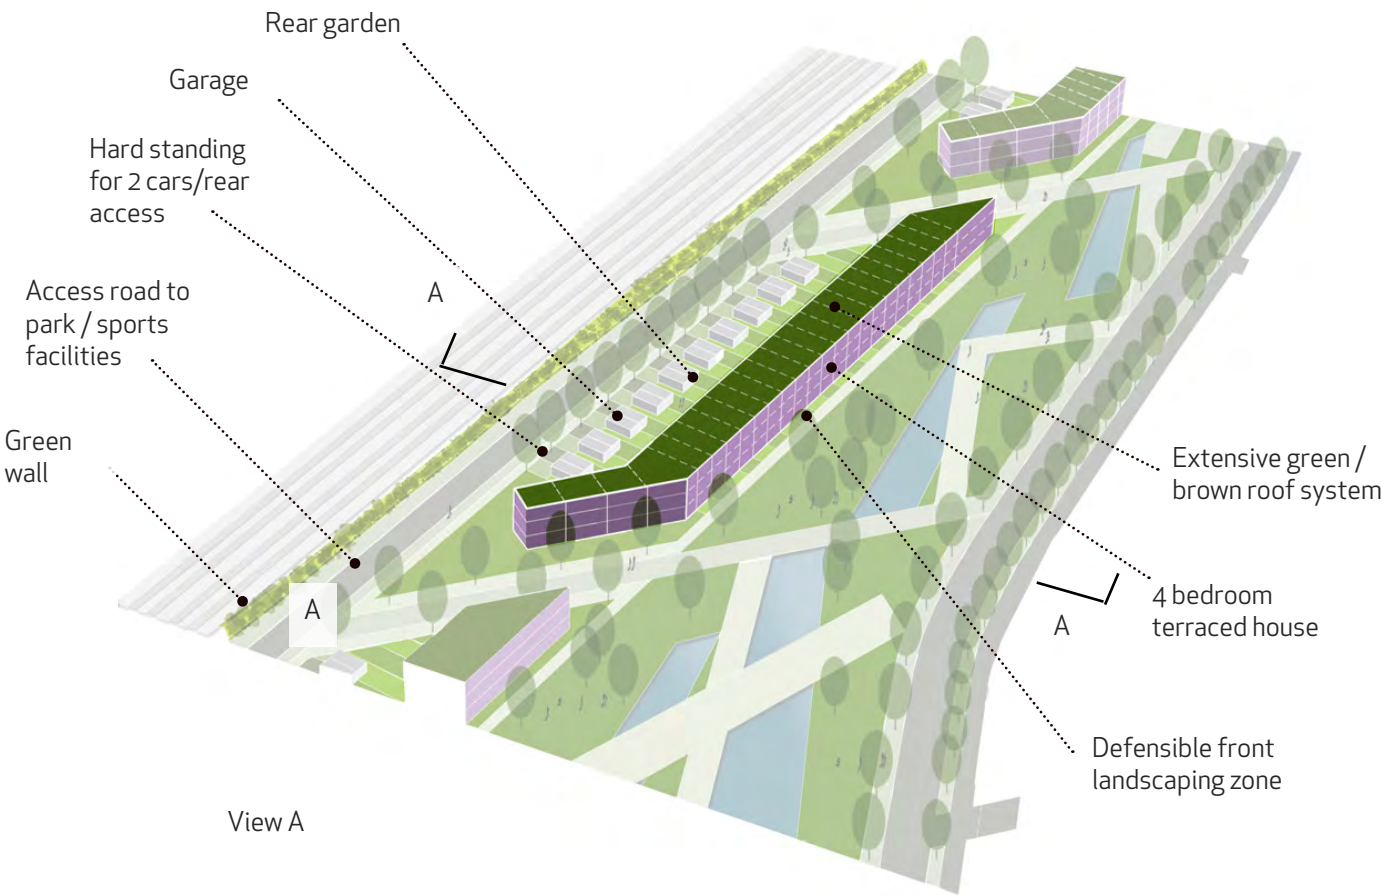 Rear garden
Garage
Hard standing
for 2 cars/rear
access
A
Access road to
park / sports
facilities
Green
wall
A
Extensive green /
brown roof system
4 bedroom
terraced house
A
Defensible front
landscaping zone
View A